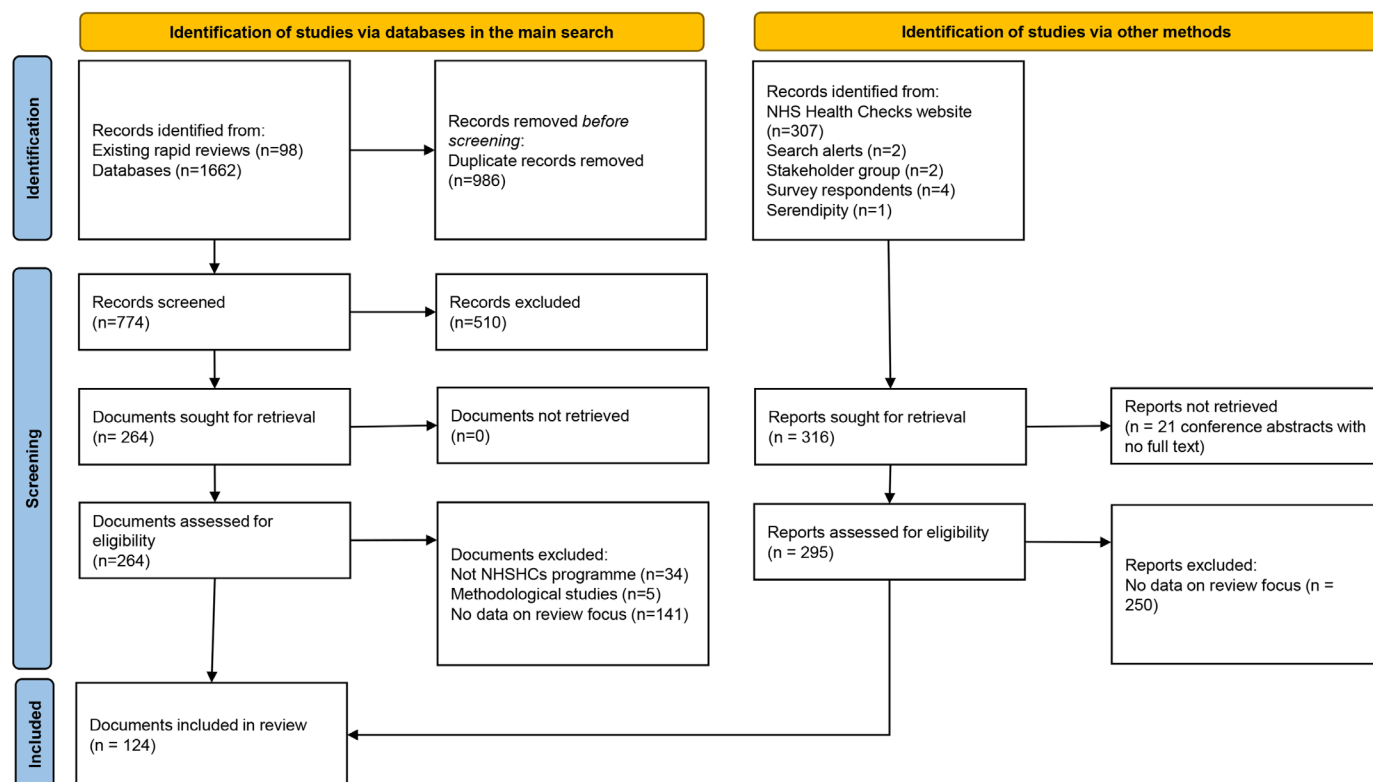 Identification of studies via databases in the main search
Identification of studies via other methods
Identification
Records identified from:
Existing rapid reviews (n=98)
Databases (n=1662)
Records removed before
screening:
Duplicate records removed
(n=986)
Records identified from:
NHS Health Checks website
(n=307)
Search alerts (n=2)
Stakeholder group (n=2)
Survey respondents (n=4)
Serendipity (n=1)
Screening
Records screened
(n=774)
Records excluded
(n=510)
Documents sought for retrieval
(n= 264)
Documents not retrieved
(n=0)
Reports sought for retrieval
(n = 316)
Reports not retrieved
(n = 21 conference abstracts with
no full text)
Documents assessed for
eligibility
(n=264)
Documents excluded:
Not NHSHCs programme (n=34)
Methodological studies (n=5)
No data on review focus (n=141)
Reports assessed for eligibility
(n = 295)
Reports excluded:
No data on review focus (n =
250)
Included
Documents included in review
(n = 124)